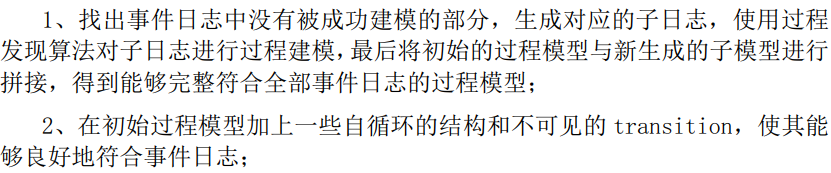 1、找出事件日志中没有被成功建模的部分，生成对应的子日志，使用过程
发现算法对子日志进行过程建模，最后将初始的过程模型与新生成的子模型进行
拼接，得到能够完整符合全部事件日志的过程模型；
2、在初始过程模型加上一些自循环的结构和不可见的 transition，使其能
够良好地符合事件日志；